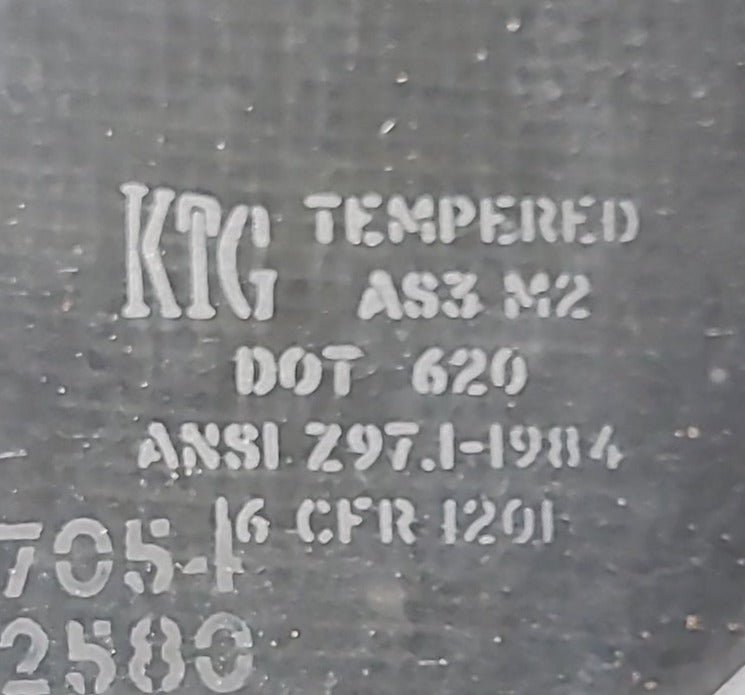 KTG TEMPERED
AS3 M2
DOT 620
ANSI Z97.1-1984
16 CFR 1201
705-1
2580